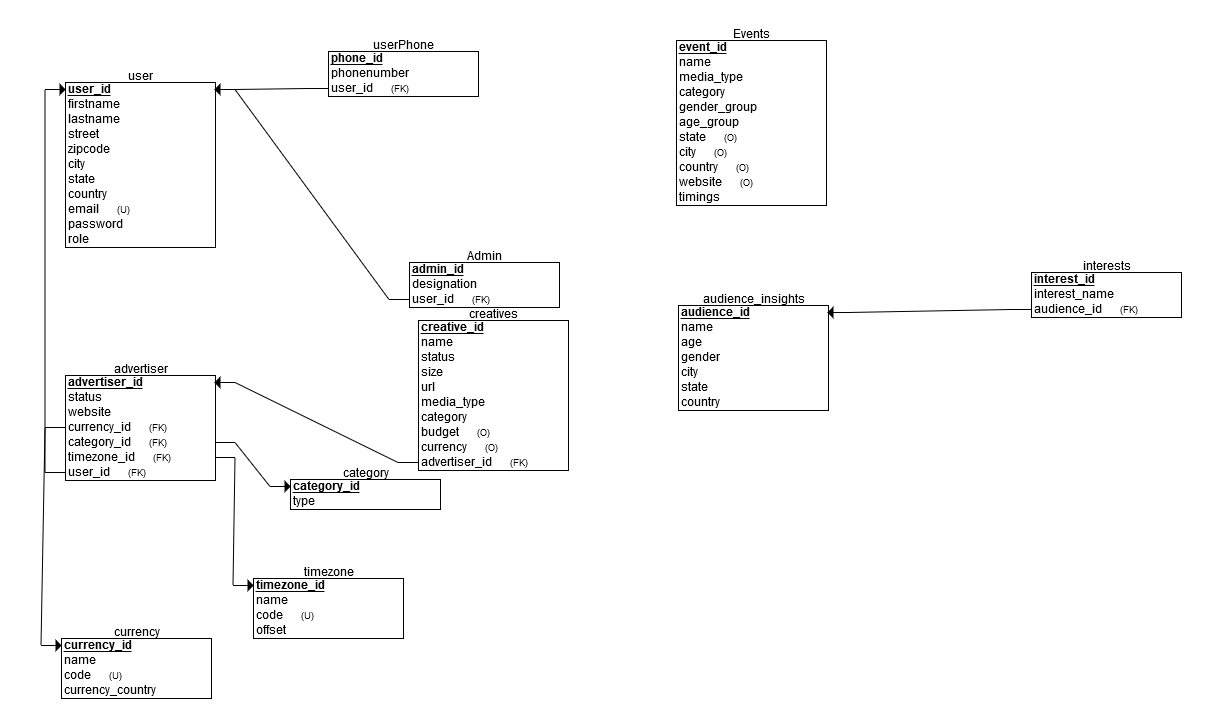 userPhone
phone_id
phonenumber
user_id (FK)
user
user_id
firstname
lastname
street
zipcode
city
state
country
email (U)
password
role
Events
event_id
name
media_type
category
gender_group
age_group
state (O)
city (O)
country (O)
website (O)
timings
Admin
admin_id
designation
user_id (FK)
creatives
creative_id
name
status
size
url
media_type
category
budget (O)
currency (O)
advertiser_id (FK)
audience_insights
audience_id
name
age
gender
city
state
country
interests
interest_id
interest_name
audience_id (FK)
advertiser
advertiser_id
status
website
currency_id (FK)
category_id (FK)
timezone_id (FK)
user_id (FK)
category
category_id
type
timezone
timezone_id
name
code (U)
offset
currency
currency_id
name
code (U)
currency_country